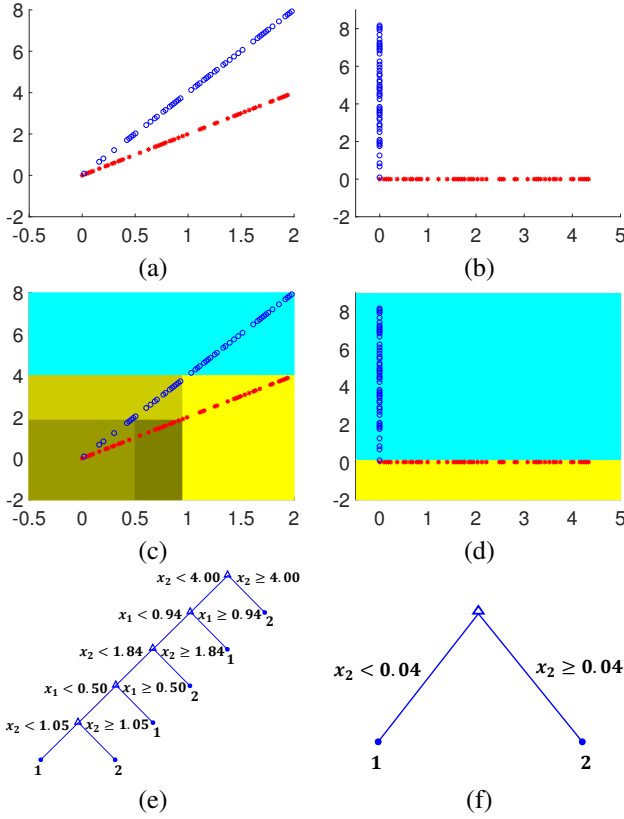 8
6
4
2
0
-2
-0.5 0 0.5 1 1.5 2
(a)
8
6
4
2
0
-2
0 1 2 3 4 5
(b)
8
6
4
2
0
-2
-0.5 0 0.5 1 1.5 2
(c)
8
6
4
2
0
-2
0 1 2 3 4 5
(d)
x₂ < 4.00 x₂ ≥ 4.00
x₁ < 0.94 x₁ ≥ 0.94
2
x₂ < 1.84 x₂ ≥ 1.84
1
x₁ < 0.50 x₁ ≥ 0.50
2
x₂ < 1.05 x₂ ≥ 1.05
1
1 2
(e)
x₂ < 0.04 x₂ ≥ 0.04
1 2
(f)